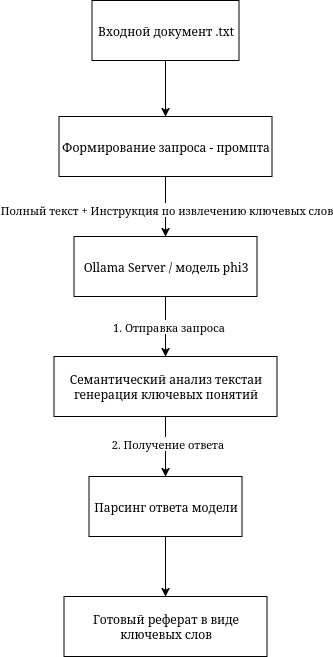 Входной документ .txt
Формирование запроса - промпта
Полный текст + Инструкция по извлечению ключевых слов
Ollama Server / модель phi3
1. Отправка запроса
Семантический анализ текстаи
генерация ключевых понятий
2. Получение ответа
Парсинг ответа модели
Готовый реферат в виде
ключевых слов